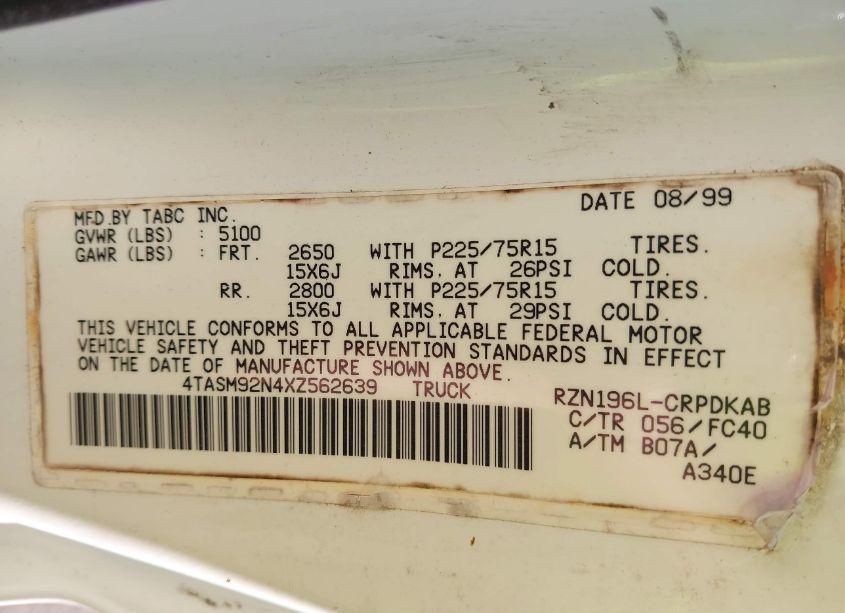 DATE 08/99
MFD.BY TABC INC.
GVWR (LBS) : 5100
GAWR (LBS) : FRT. 2650 WITH P225/75R15 TIRES.
15X6J RIMS, AT 26PSI COLD.
RR. 2800 WITH P225/75R15 TIRES.
15X6J RIMS, AT 29PSI COLD.
THIS VEHICLE CONFORMS TO ALL APPLICABLE FEDERAL MOTOR
VEHICLE SAFETY AND THEFT PREVENTION STANDARDS IN EFFECT
ON THE DATE OF MANUFACTURE SHOWN ABOVE.
4TASM92N4XZ562639 TRUCK
RZN196L-CRPDKAB
C/TR 056/FC40
A/TM B07A/
A340E